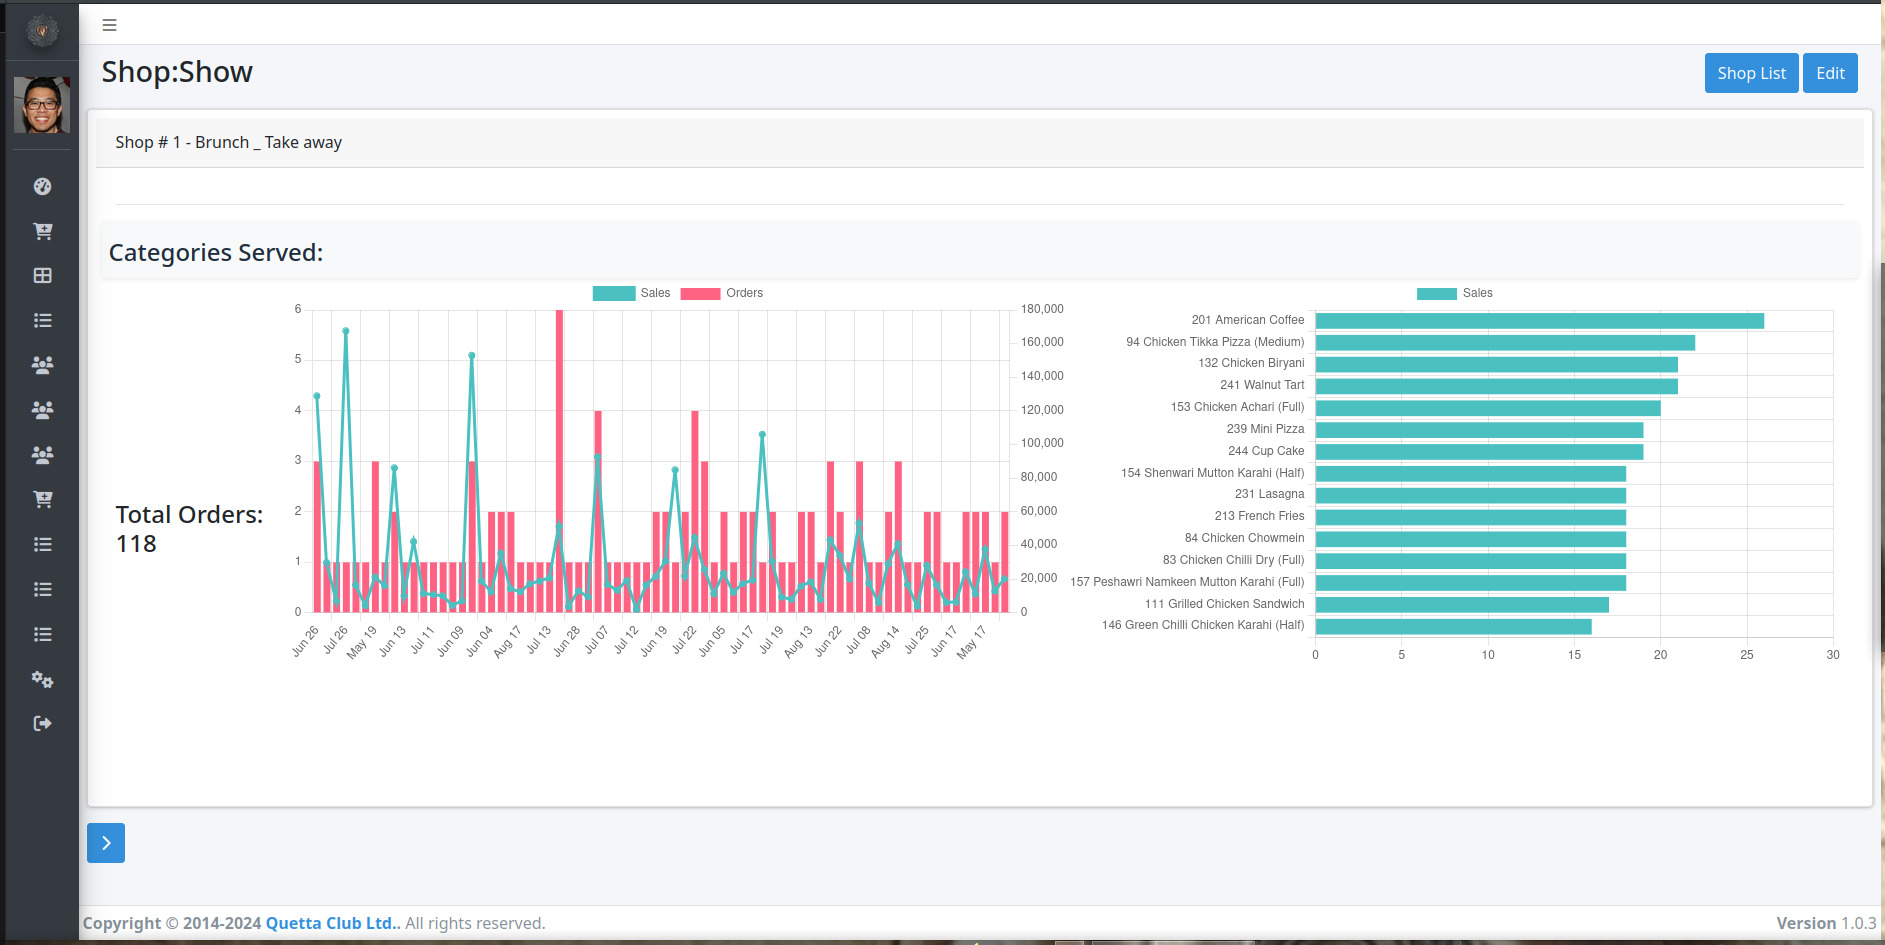 Shop:Show
Shop List
Edit
Shop # 1 - Brunch _ Take away
Categories Served:
Total Orders:
118
Sales
Orders
6
5
4
3
2
1
0
180,000
160,000
140,000
120,000
100,000
80,000
60,000
40,000
20,000
0
Jun 26
Jul 26
May 19
Jun 13
Jul 11
Jun 09
Jun 04
Aug 17
Jul 13
Jun 28
Jul 07
Jul 12
Jun 19
Jul 22
Jun 05
Jul 17
Jul 19
Aug 13
Jun 22
Jul 08
Aug 14
Jul 25
Jun 17
May 17
Sales
201 American Coffee
94 Chicken Tikka Pizza (Medium)
132 Chicken Biryani
241 Walnut Tart
153 Chicken Achari (Full)
239 Mini Pizza
244 Cup Cake
154 Shenwari Mutton Karahi (Half)
231 Lasagna
213 French Fries
84 Chicken Chowmein
83 Chicken Chilli Dry (Full)
157 Peshawri Namkeen Mutton Karahi (Full)
111 Grilled Chicken Sandwich
146 Green Chilli Chicken Karahi (Half)
0
5
10
15
20
25
30
Copyright © 2014-2024 Quetta Club Ltd.. All rights reserved.
Version 1.0.3